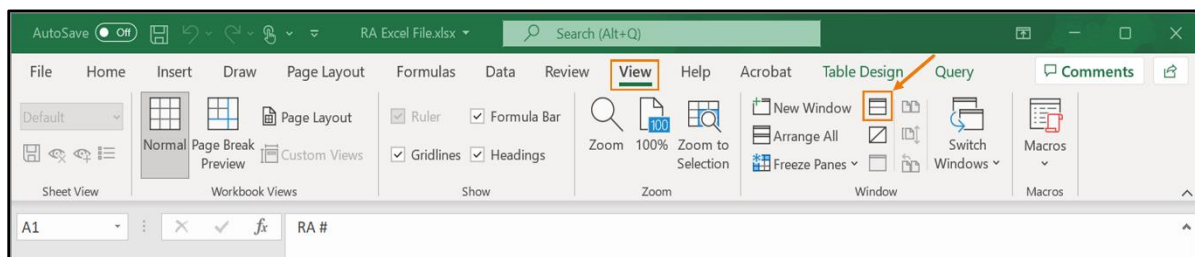 AutoSave Off RA Excel File.xlsx Search (Alt+Q)
File Home Insert Draw Page Layout Formulas Data Review View Help Acrobat Table Design Query Comments
Default Normal Page Break Preview Page Layout Custom Views
Ruler Formula Bar
Gridlines Headings
Zoom 100% 100 Zoom to Selection
New Window
Arrange All
Freeze Panes
Switch Windows
Macros
Sheet View Workbook Views Show Zoom Window Macros
A1 fx RA #